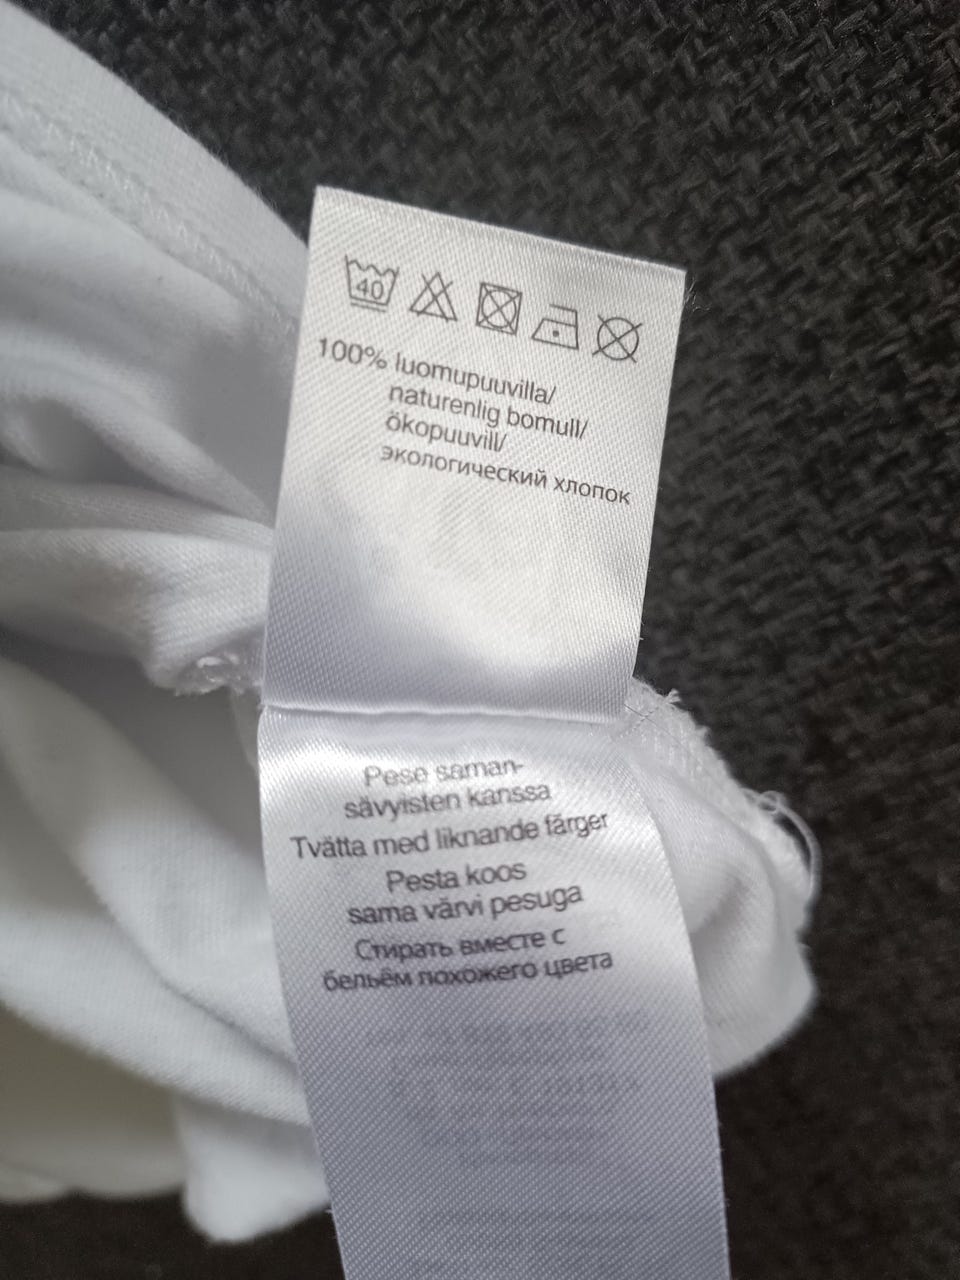 40
100% luomupuuvilla/
naturenlig bomull/
ökopuuvill/
экологический хлопок
Pese saman-
sävyisten kanssa
Tvätta med liknande färger
Pesta koos
sama värvi pesuga
Стирать вместе с
бельём похожего цвета